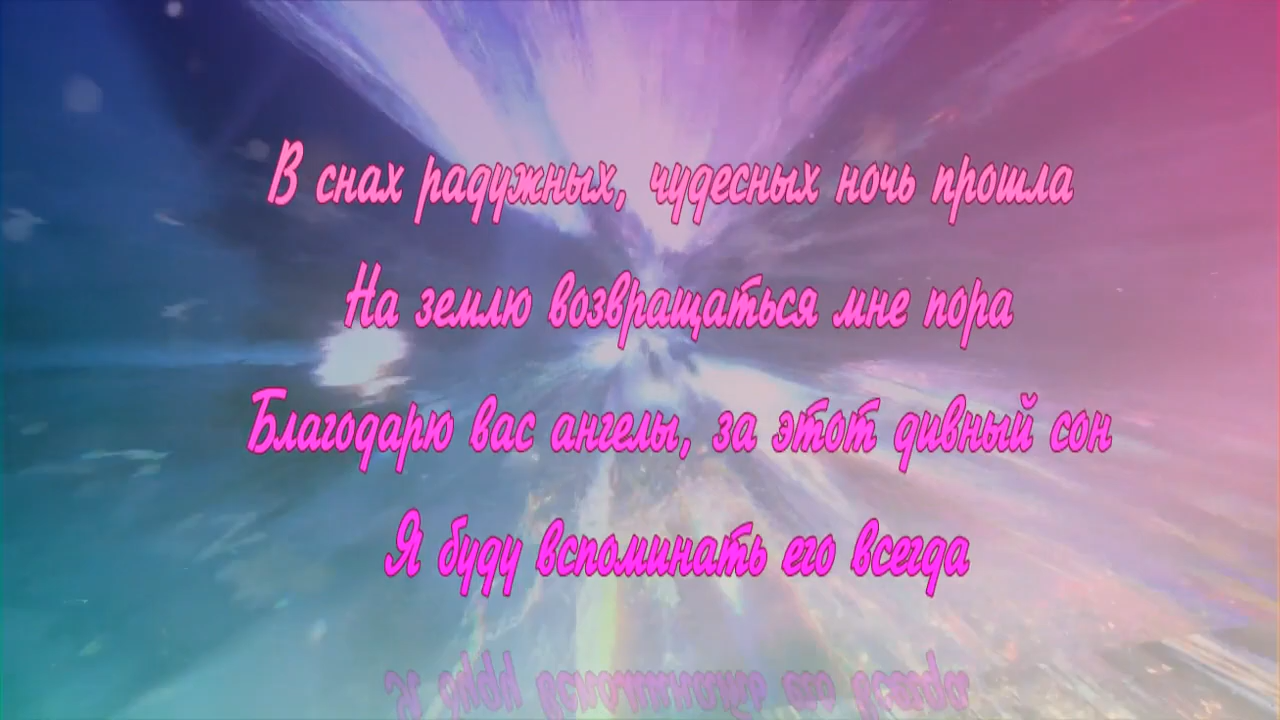 В снах радужных, чудесных ночь прошла
На землю возвращаться мне пора
Благодарю вас ангелы, за этот дивный сон
Я буду вспоминать его всегда